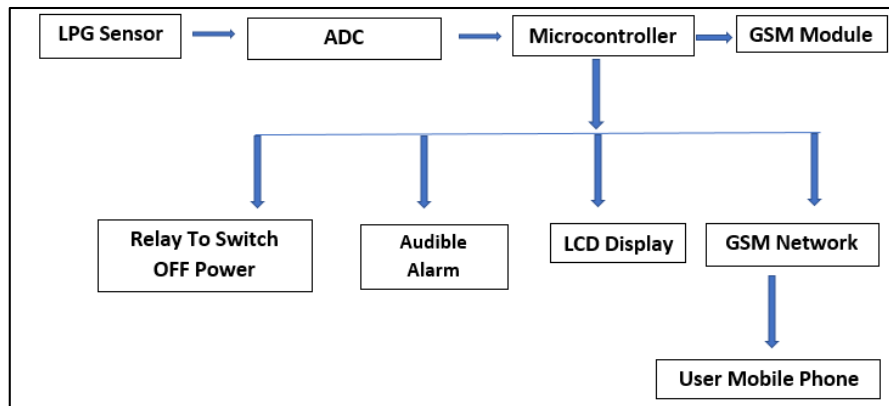 LPG Sensor
ADC
Microcontroller
GSM Module
Relay To Switch
OFF Power
Audible
Alarm
LCD Display
GSM Network
User Mobile Phone